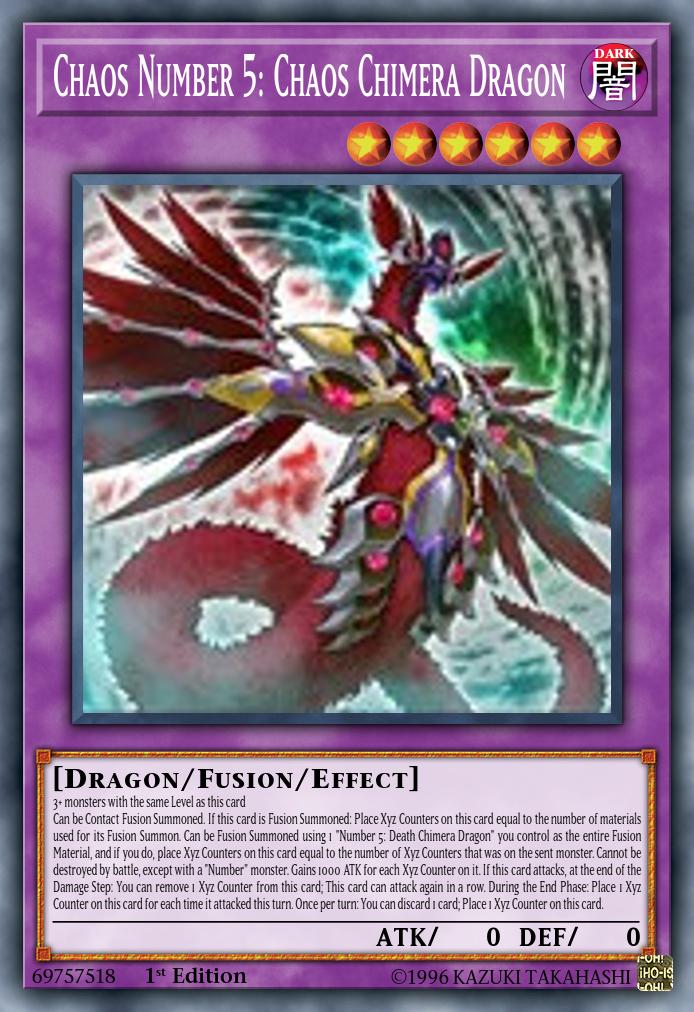 Chaos Number 5: Chaos Chimera Dragon
DARK
闇
[Dragon/Fusion/Effect]
3+ monsters with the same Level as this card
Can be Contact Fusion Summoned. If this card is Fusion Summoned: Place Xyz Counters on this card equal to the number of materials
used for its Fusion Summon. Can be Fusion Summoned using 1 "Number 5: Death Chimera Dragon" you control as the entire Fusion
Material, and if you do, place Xyz Counters on this card equal to the number of Xyz Counters that was on the sent monster. Cannot be
destroyed by battle, except with a "Number" monster. Gains 1000 ATK for each Xyz Counter on it. If this card attacks, at the end of the
Damage Step: You can remove 1 Xyz Counter from this card; This card can attack again in a row. During the End Phase: Place 1 Xyz
Counter on this card for each time it attacked this turn. Once per turn: You can discard 1 card; Place 1 Xyz Counter on this card.
ATK/ 0 DEF/ 0
69757518 1st Edition ©1996 KAZUKI TAKAHASHI